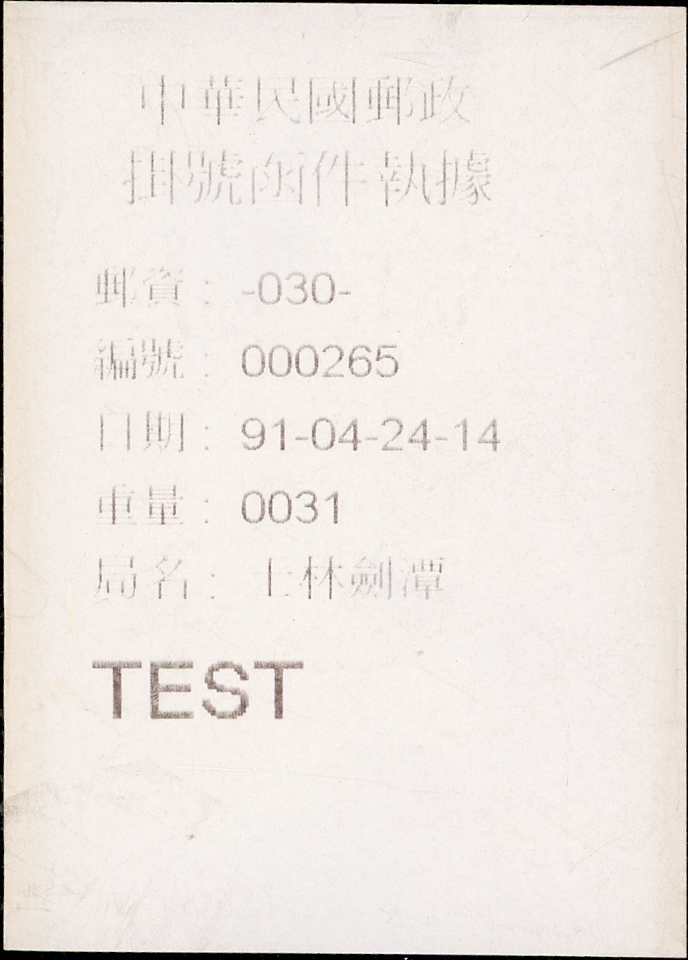 中華民國郵政
掛號函件執據
郵資： -030-
編號： 000265
日期： 91-04-24-14
重量： 0031
局名： 士林劍潭
TEST